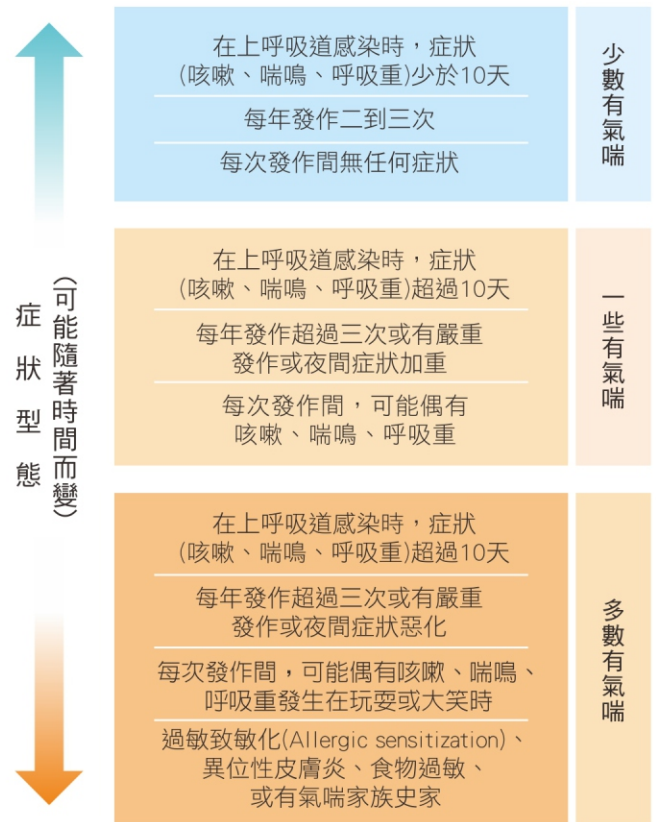 在上呼吸道感染時，症狀
(咳嗽、喘鳴、呼吸重)少於10天
每年發作二到三次
每次發作間無任何症狀
少數有氣喘
在上呼吸道感染時，症狀
(咳嗽、喘鳴、呼吸重)超過10天
每年發作超過三次或有嚴重
發作或夜間症狀加重
每次發作間，可能偶有
咳嗽、喘鳴、呼吸重
一些有氣喘
症狀型態
(可能隨著時間而變)
在上呼吸道感染時，症狀
(咳嗽、喘鳴、呼吸重)超過10天
每年發作超過三次或有嚴重
發作或夜間症狀惡化
每次發作間，可能偶有咳嗽、喘鳴、
呼吸重發生在玩耍或大笑時
過敏致敏化(Allergic sensitization)、
異位性皮膚炎、食物過敏、
或有氣喘家族史家
多數有氣喘